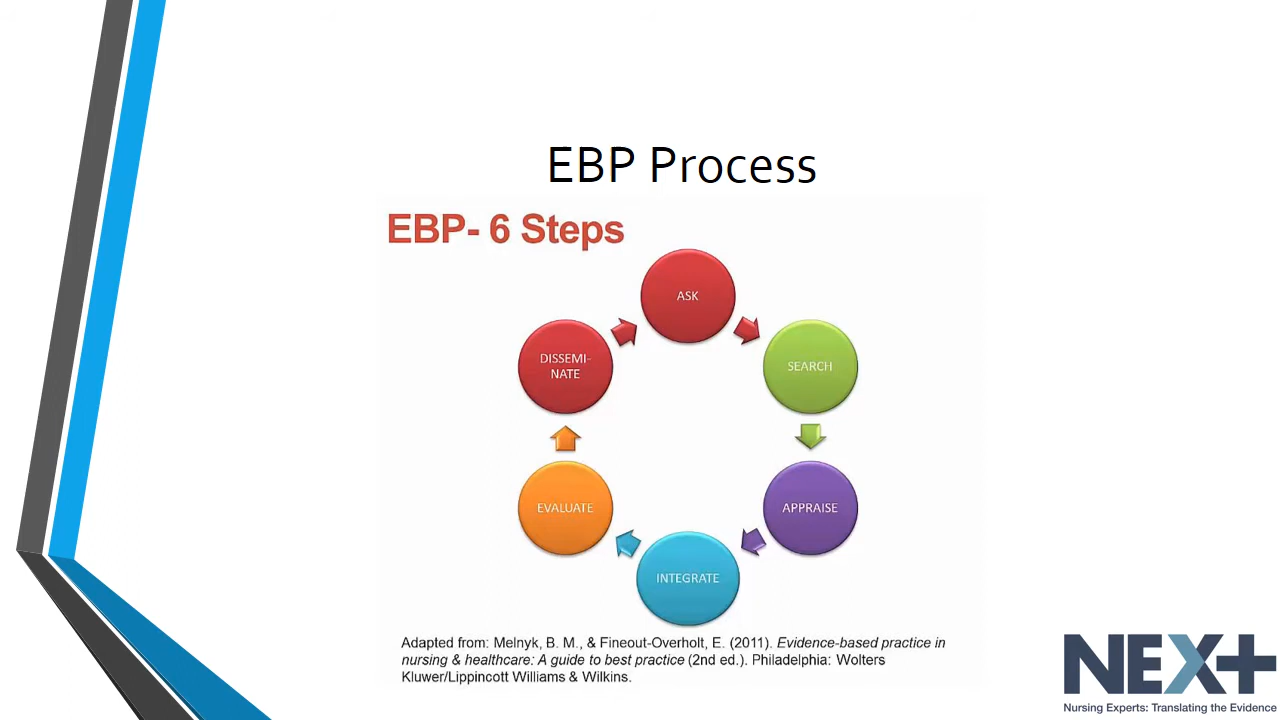 EBP Process
EBP- 6 Steps
ASK
SEARCH
APPRAISE
INTEGRATE
EVALUATE
DISSEMI-
NATE
Adapted from: Melnyk, B. M., & Fineout-Overholt, E. (2011). Evidence-based practice in
nursing & healthcare: A guide to best practice (2nd ed.). Philadelphia: Wolters
Kluwer/Lippincott Williams & Wilkins.
NEX+
Nursing Experts: Translating the Evidence